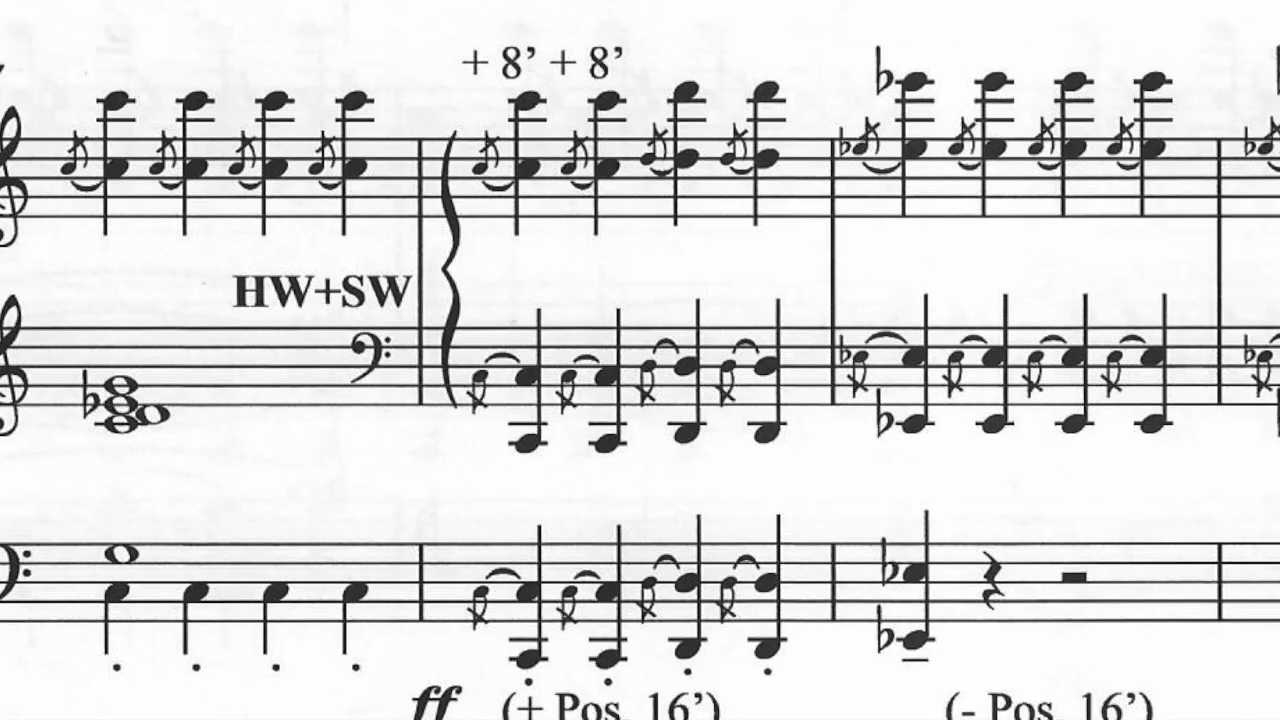 + 8’ + 8’
HW+SW
ff (+ Pos. 16’) (- Pos. 16’)